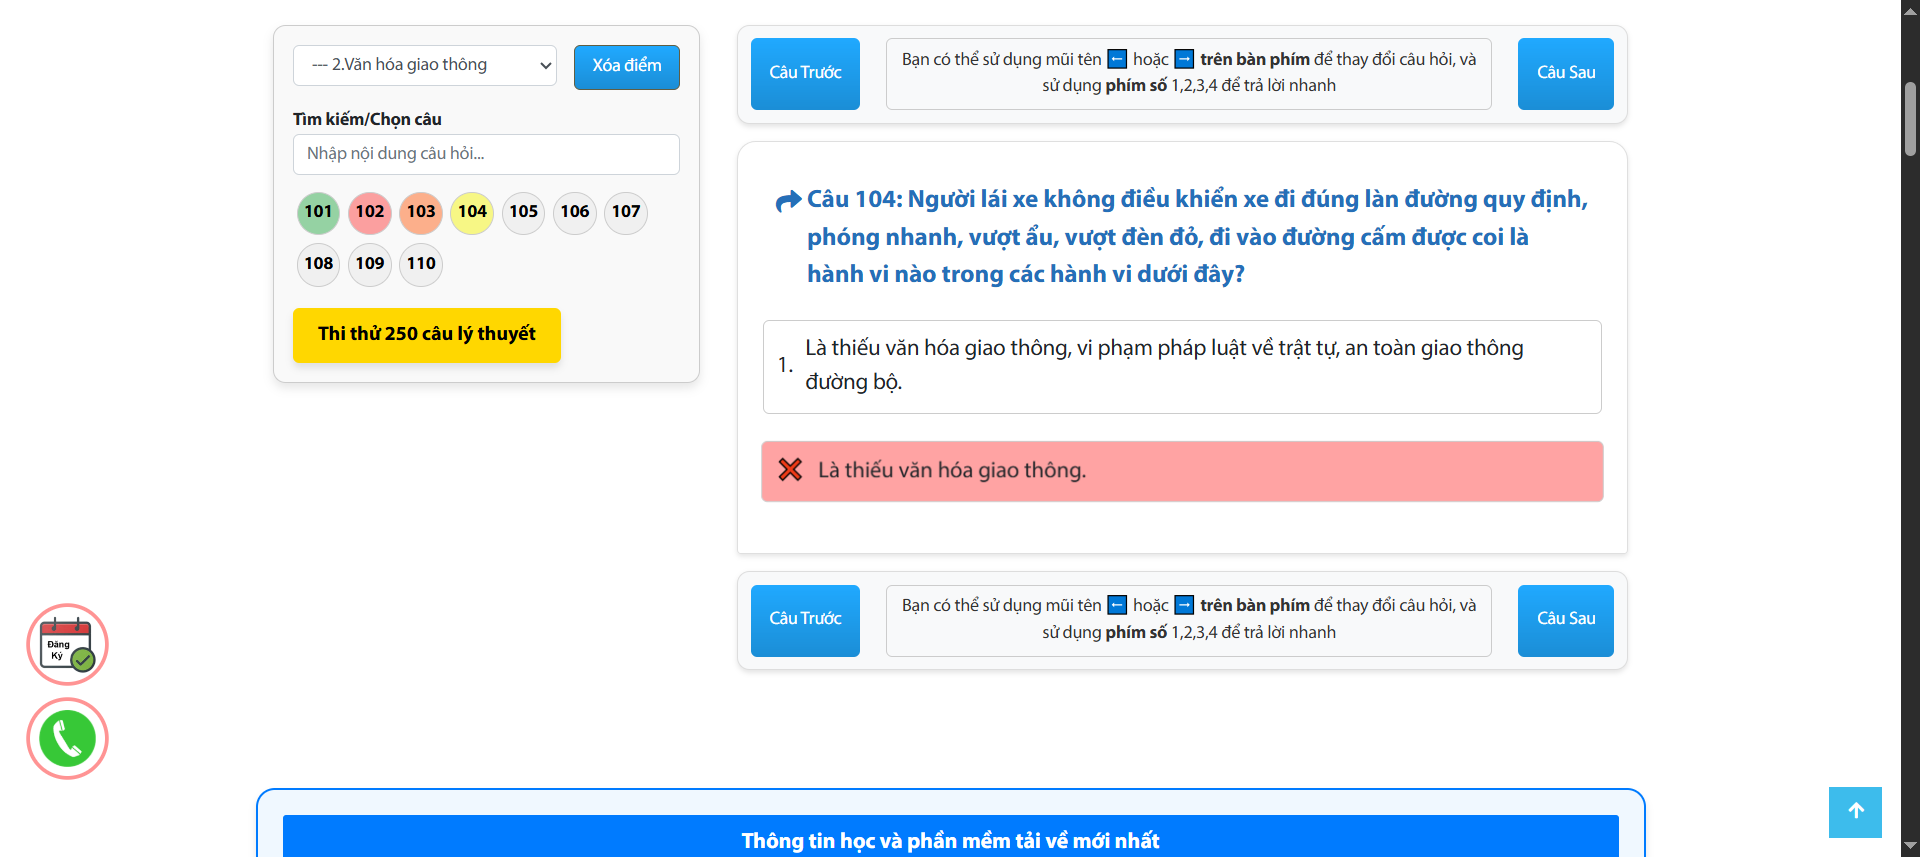 --- 2.Văn hóa giao thông
Xóa điểm
Tìm kiếm/Chọn câu
Nhập nội dung câu hỏi...
101 102 103 104 105 106 107
108 109 110
Thi thử 250 câu lý thuyết
Câu Trước
Bạn có thể sử dụng mũi tên ← hoặc → trên bàn phím để thay đổi câu hỏi, và
sử dụng phím số 1,2,3,4 để trả lời nhanh
Câu Sau
Câu 104: Người lái xe không điều khiển xe đi đúng làn đường quy định,
phóng nhanh, vượt ẩu, vượt đèn đỏ, đi vào đường cấm được coi là
hành vi nào trong các hành vi dưới đây?
1. Là thiếu văn hóa giao thông, vi phạm pháp luật về trật tự, an toàn giao thông
đường bộ.
Là thiếu văn hóa giao thông.
Câu Trước
Bạn có thể sử dụng mũi tên ← hoặc → trên bàn phím để thay đổi câu hỏi, và
sử dụng phím số 1,2,3,4 để trả lời nhanh
Câu Sau
Đăng
Ký
Thông tin học và phần mềm tải về mới nhất